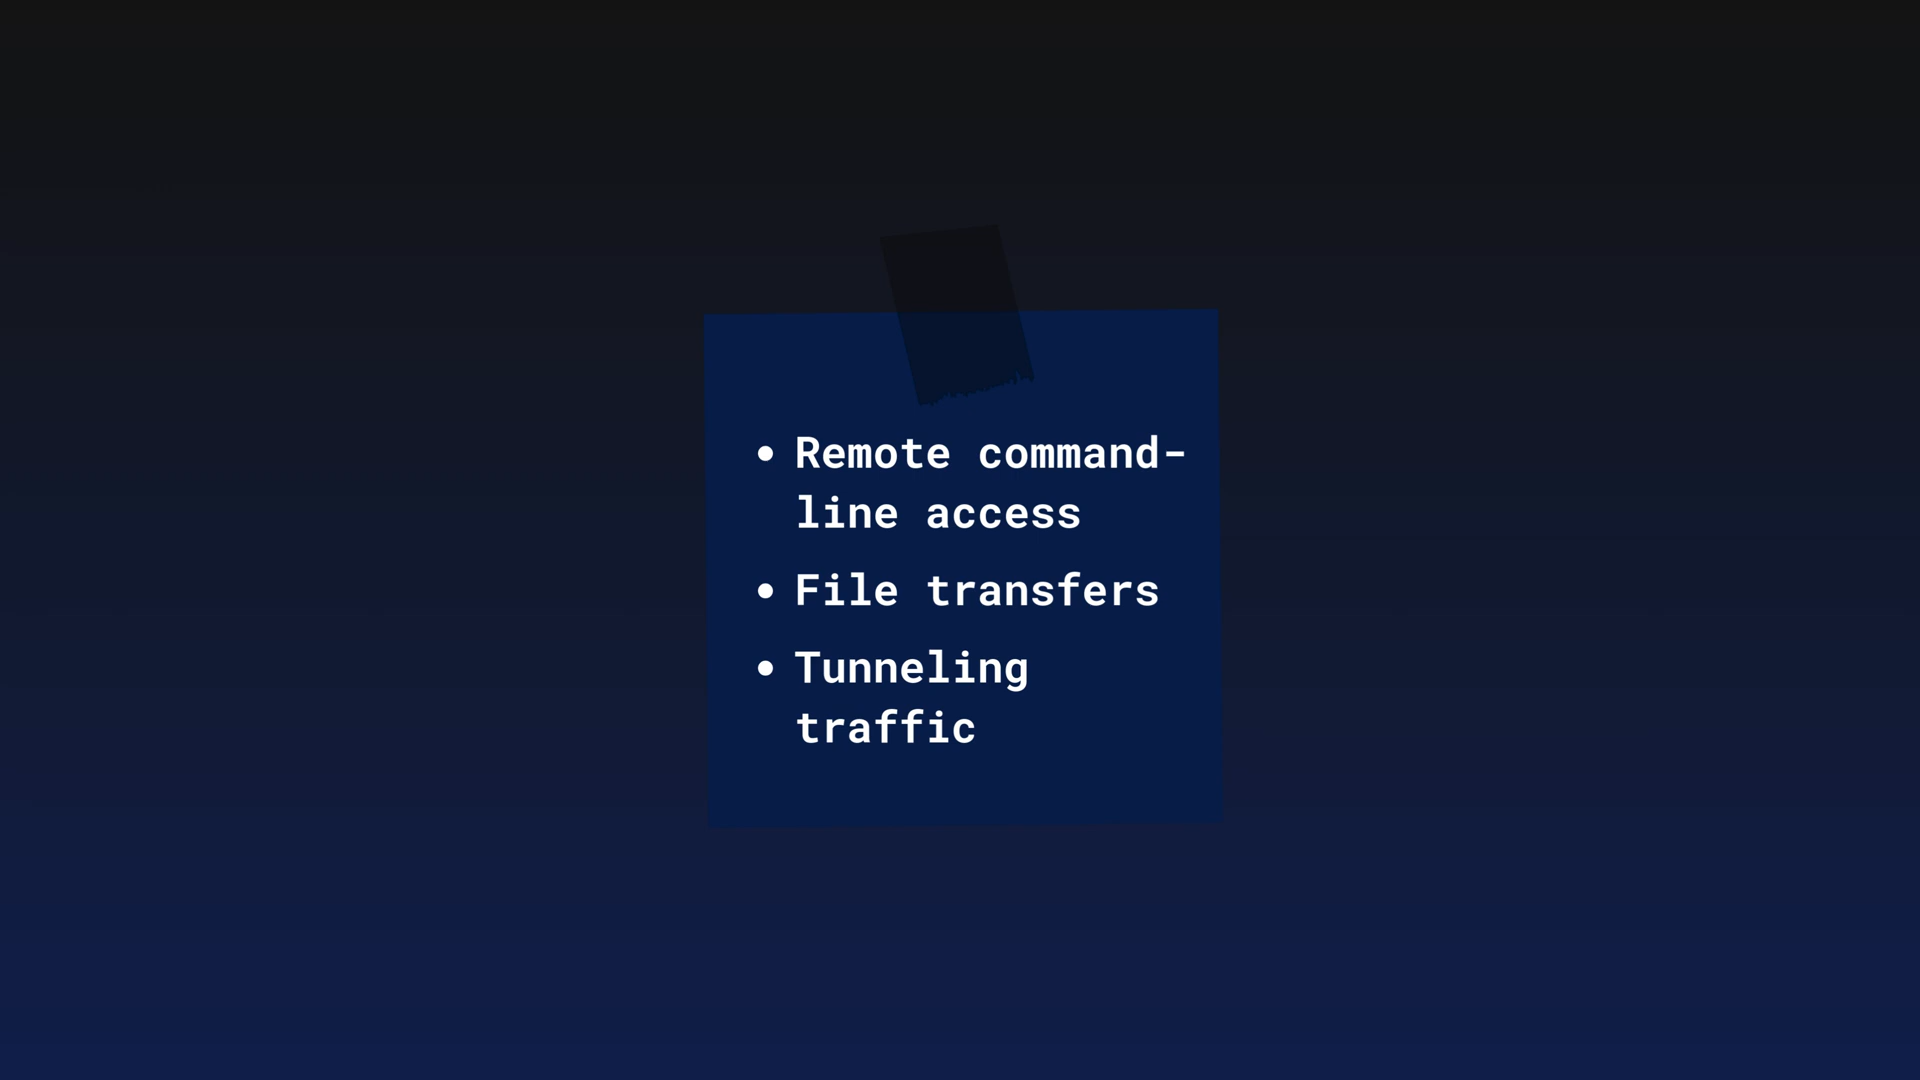 • Remote command-
line access
• File transfers
• Tunneling
traffic